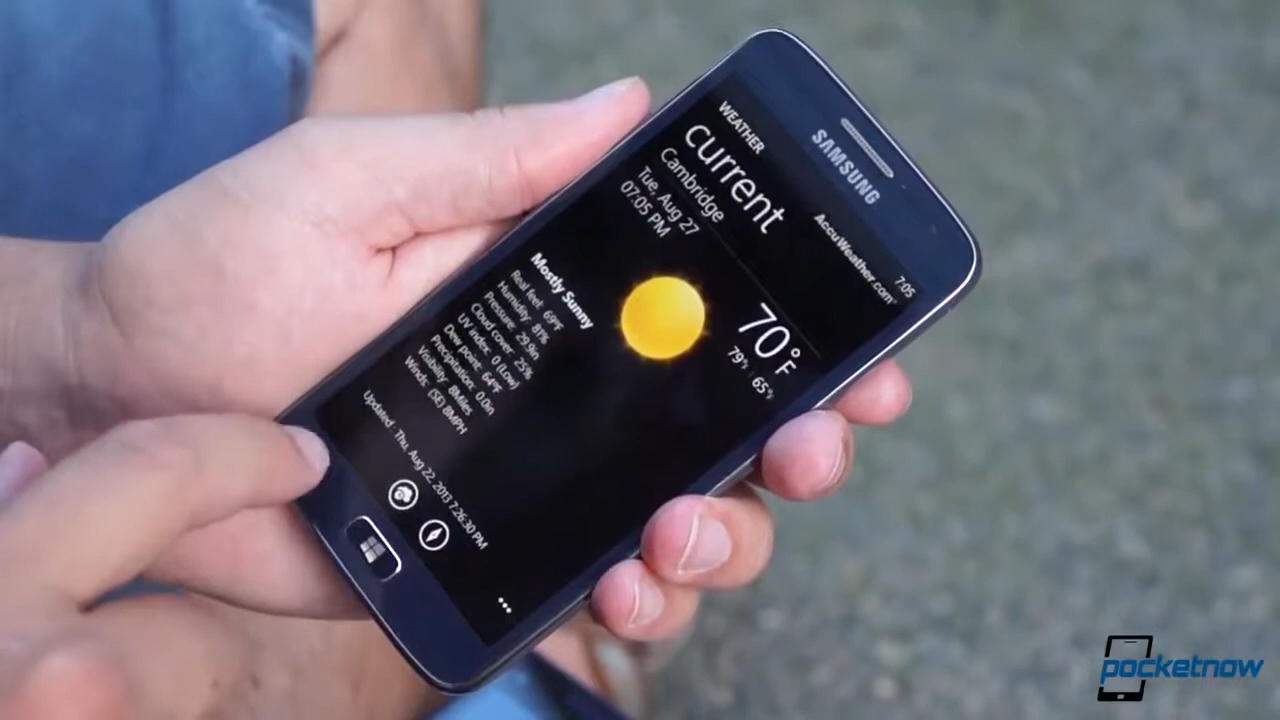 SAMSUNG
AccuWeather.com
7:05
WEATHER
current
Cambridge
Tue, Aug 27
07:05 PM
70°F
79°F 65°F
Mostly Sunny
Real feel: 69°F
Humidity: 81%
Pressure: 29.9in
Cloud cover: 25%
UV index: 0 (Low)
Dew point: 64°F
Precipitation: 0.0in
Visibility: 8Miles
Winds: (SE) 8MPH
Updated: Thu, Aug 22, 2013 7:26:30 PM
pocketnow